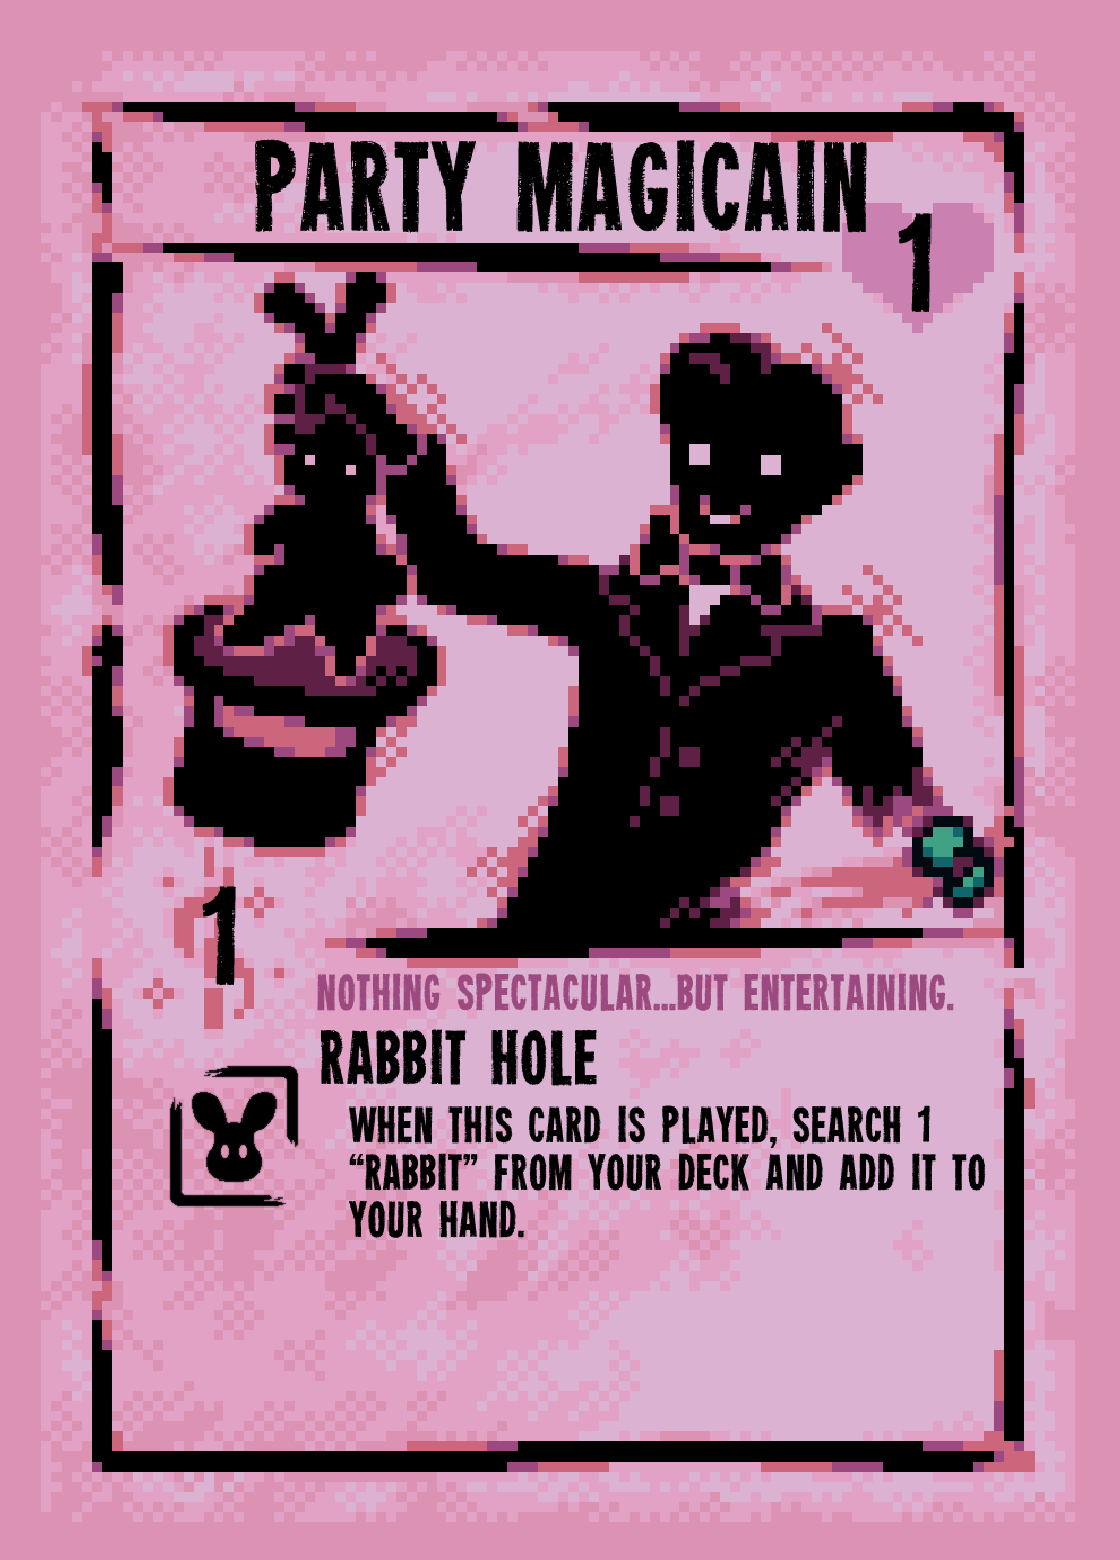 PARTY MAGICAIN
1
1
NOTHING SPECTACULAR...BUT ENTERTAINING.
RABBIT HOLE
WHEN THIS CARD IS PLAYED, SEARCH 1
“RABBIT” FROM YOUR DECK AND ADD IT TO
YOUR HAND.